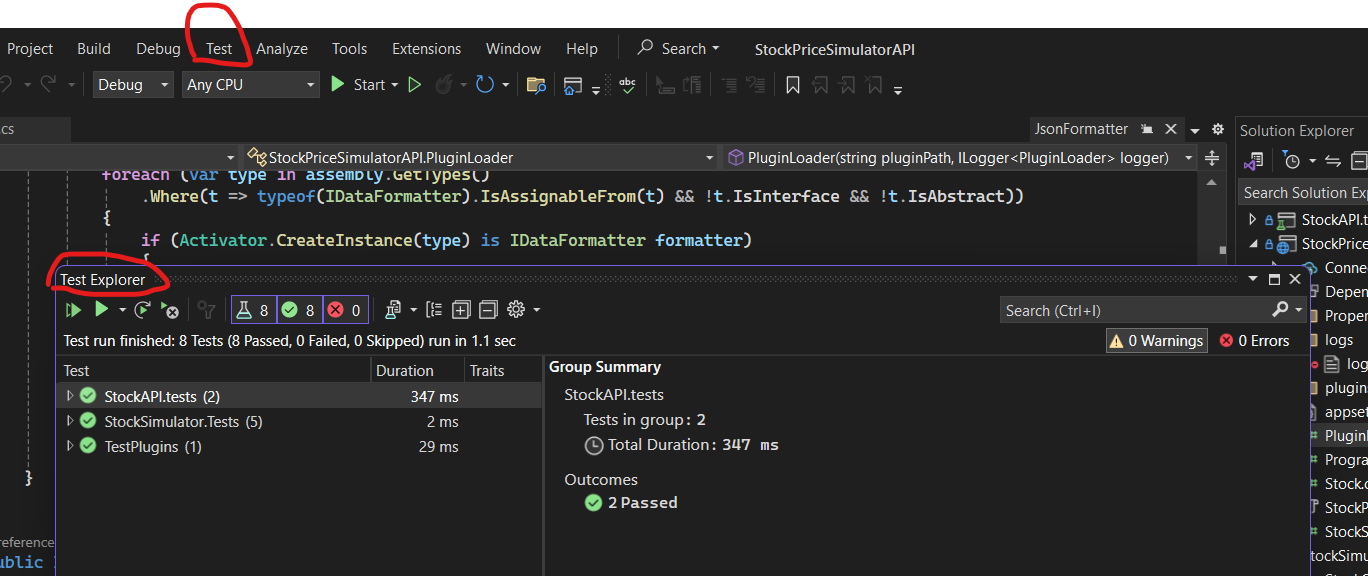 Project Build Debug Test Analyze Tools Extensions Window Help Search StockPriceSimulatorAPI
Debug Any CPU Start abc
cs JsonFormatter Solution Explorer
StockPriceSimulatorAPI.PluginLoader PluginLoader(string pluginPath, ILogger<PluginLoader> logger)
foreach (var type in assembly.GetTypes()
.Where(t => typeof(IDataFormatter).IsAssignableFrom(t) && !t.IsInterface && !t.IsAbstract))
{
if (Activator.CreateInstance(type) is IDataFormatter formatter)
{
}
Search Solution Exp
StockAPI.t
StockPrice
Conne
Depen
Proper
logs
log
plugins
appset
PluginL
Progra
Stock.c
StockP
StockS
tockSimu
Test Explorer
8 8 0 Search (Ctrl+I)
Test run finished: 8 Tests (8 Passed, 0 Failed, 0 Skipped) run in 1.1 sec 0 Warnings 0 Errors
Test Duration Traits
StockAPI.tests (2) 347 ms
StockSimulator.Tests (5) 2 ms
TestPlugins (1) 29 ms
Group Summary
StockAPI.tests
Tests in group: 2
Total Duration: 347 ms
Outcomes
2 Passed
reference
ublic